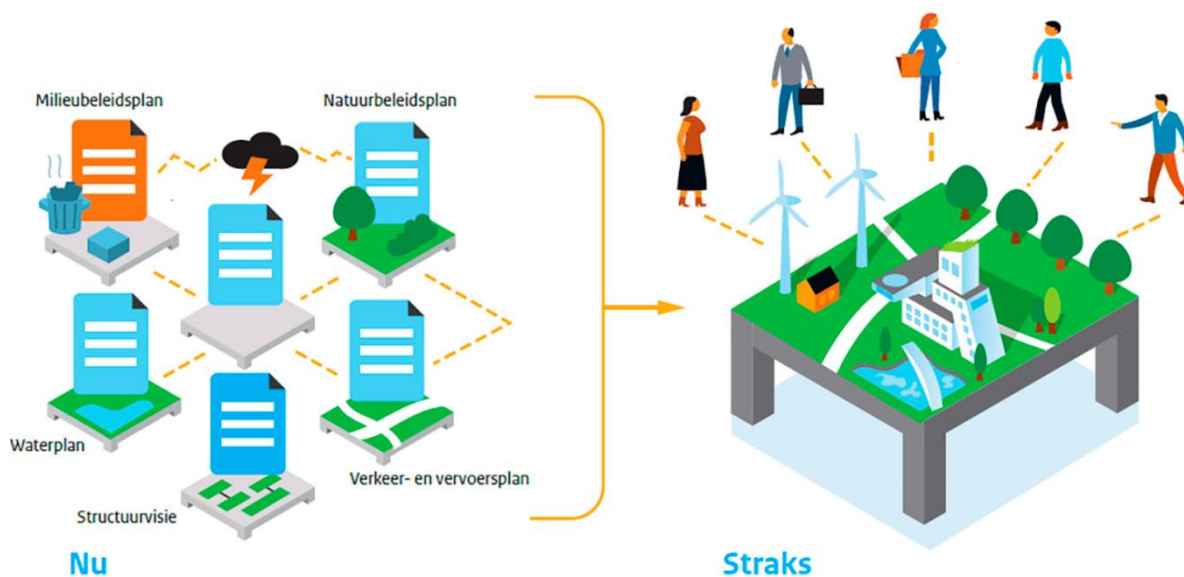 Milieubeleidsplan
Natuurbeleidsplan
Waterplan
Verkeer- en vervoersplan
Structuurvisie
Nu
Straks